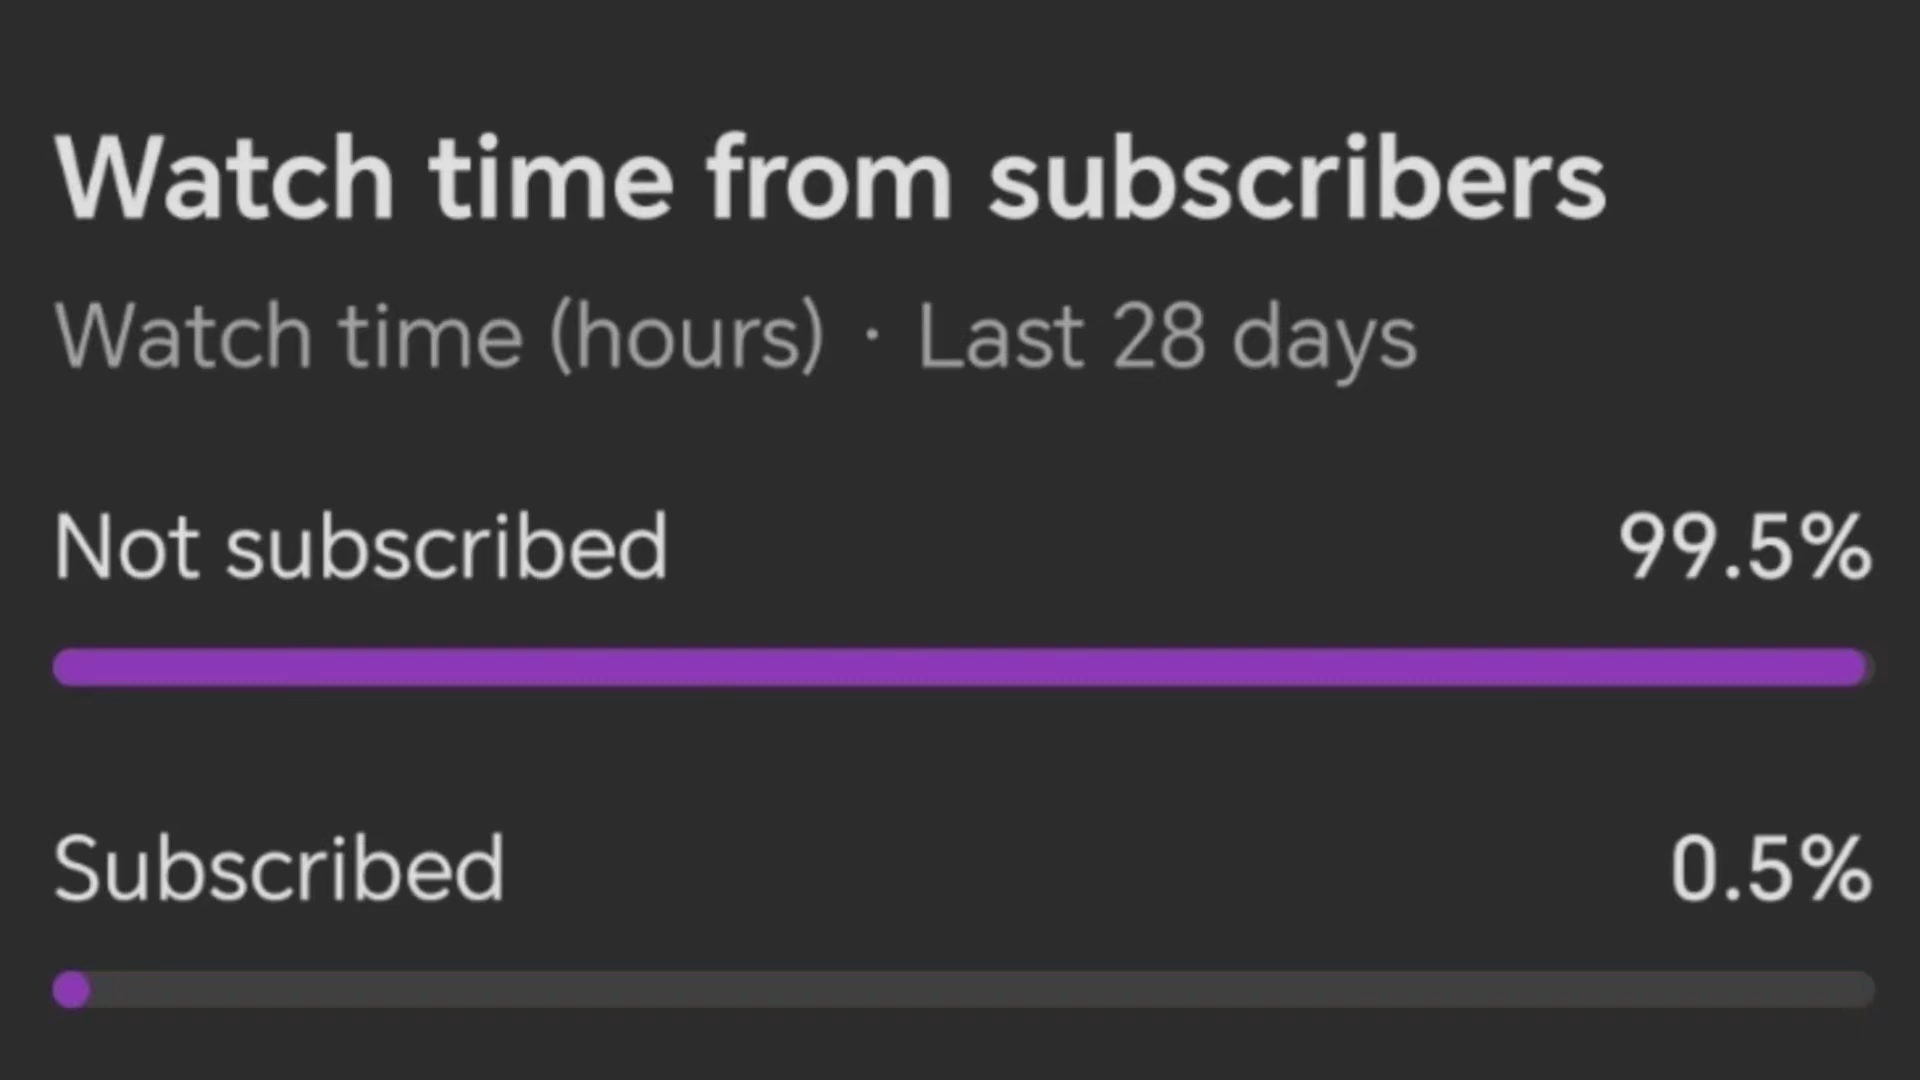 Watch time from subscribers
Watch time (hours) · Last 28 days
Not subscribed 99.5%
Subscribed 0.5%